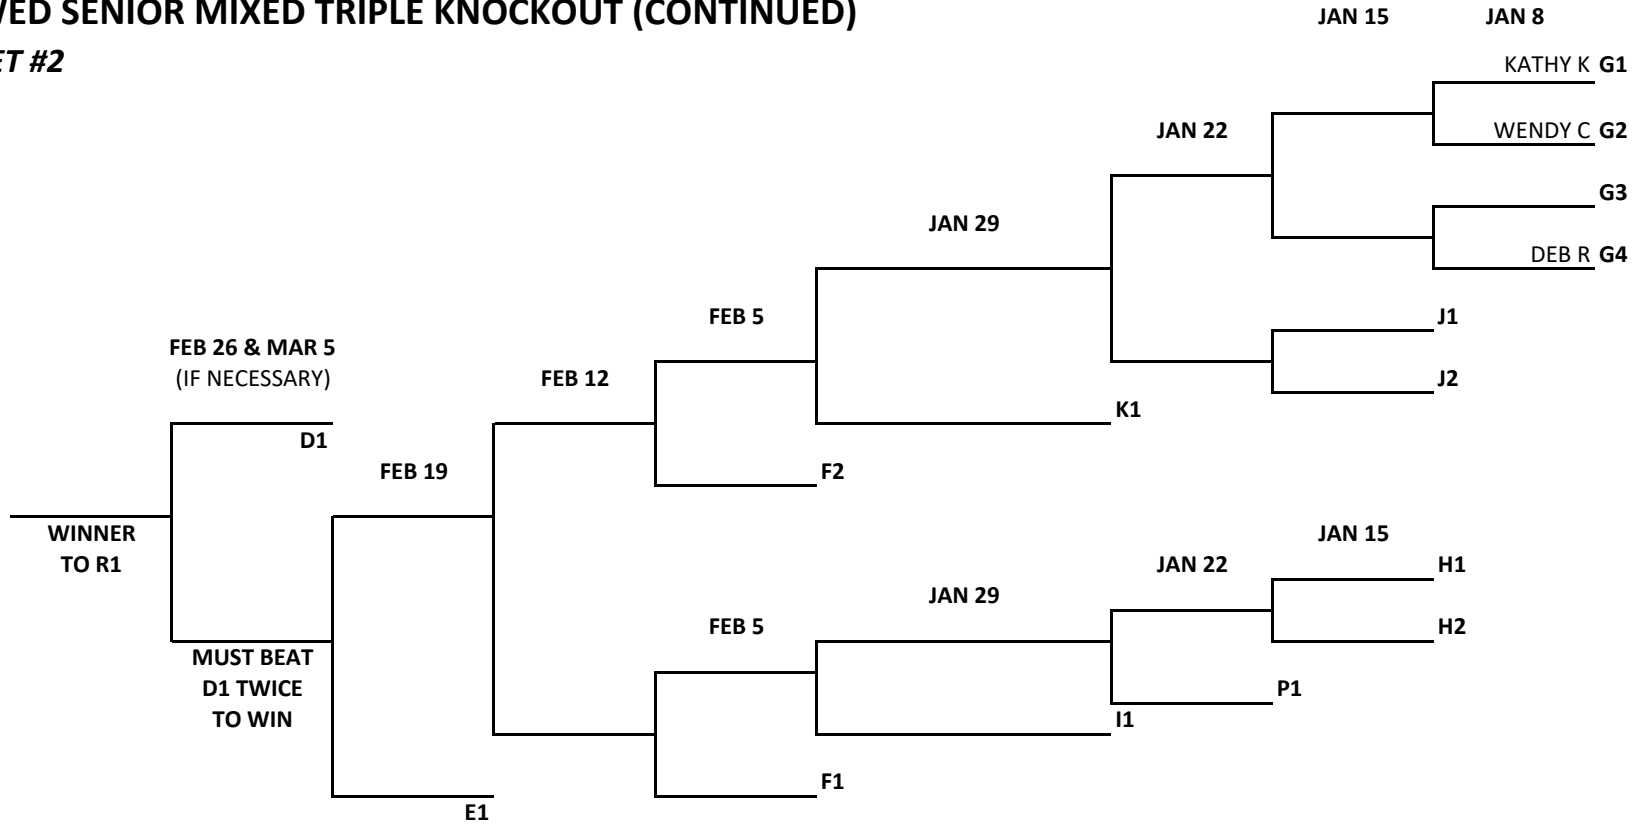 SENIOR MIXED TRIPLE KNOCKOUT (CONTINUED)
#2
JAN 15 JAN 8
KATHY K G1
JAN 22 WENDY C G2
G3
JAN 29
DEB R G4
FEB 5 J1
FEB 26 & MAR 5
(IF NECESSARY) FEB 12 J2
K1
D1
FEB 19 F2
WINNER JAN 15
TO R1 JAN 22 H1
JAN 29
FEB 5 H2
MUST BEAT
D1 TWICE P1
TO WIN I1
F1
E1